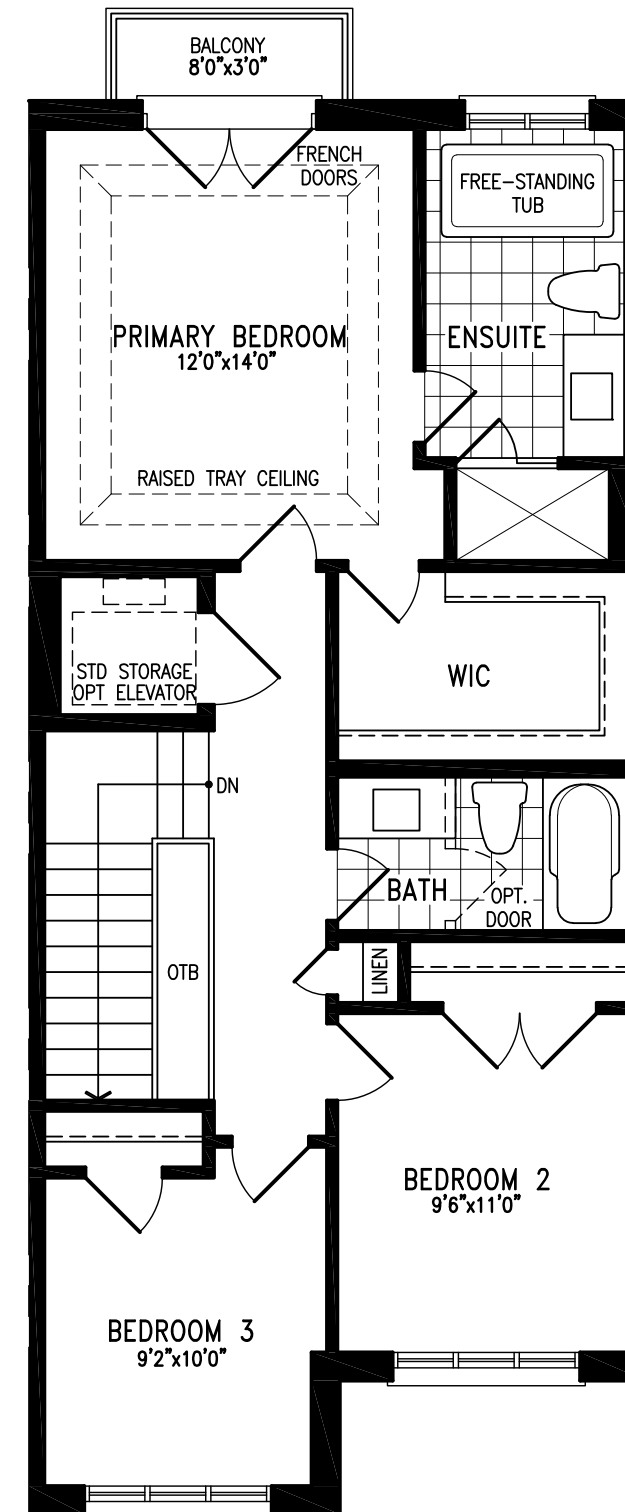 BALCONY
8'0"x3'0"
FRENCH
DOORS
FREE-STANDING
TUB
PRIMARY BEDROOM
12'0"x14'0"
ENSUITE
RAISED TRAY CEILING
STD STORAGE
OPT ELEVATOR
WIC
DN
BATH
OPT.
DOOR
OTB
LINEN
BEDROOM 2
9'6"x11'0"
BEDROOM 3
9'2"x10'0"